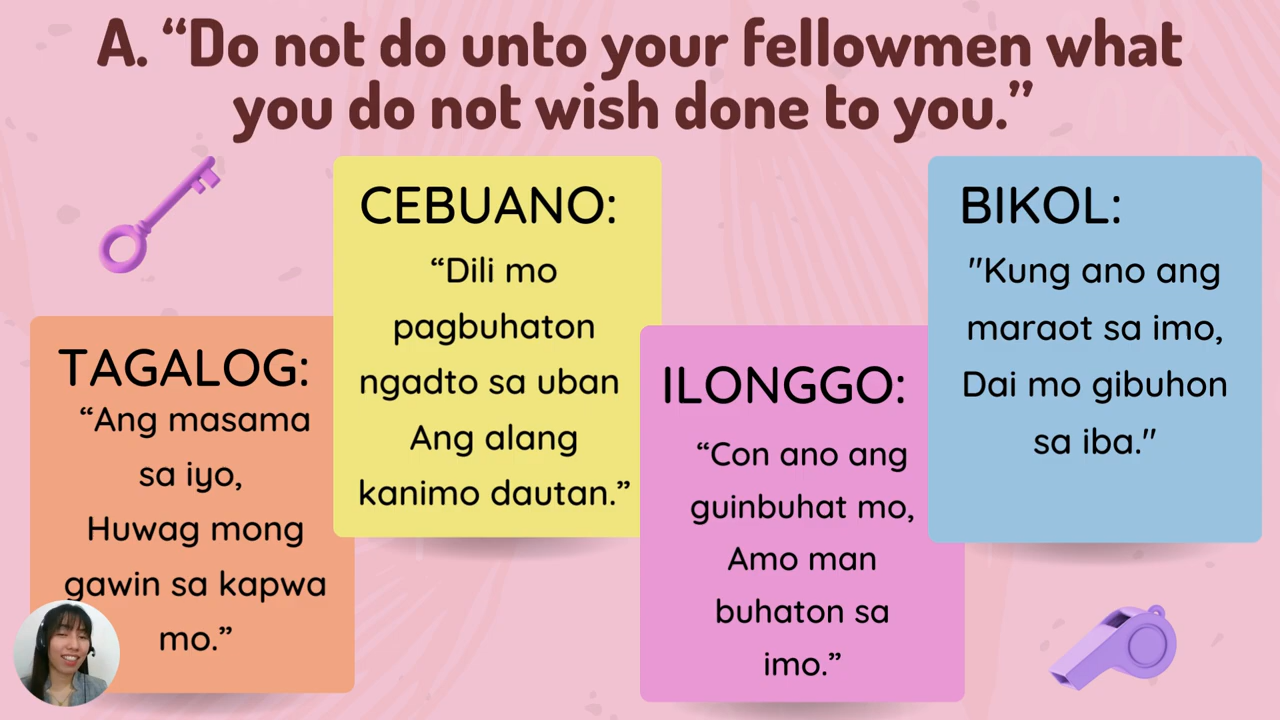 A. “Do not do unto your fellowmen what
you do not wish done to you.”
TAGALOG:
“Ang masama
sa iyo,
Huwag mong
gawin sa kapwa
mo.”
CEBUANO:
“Dili mo
pagbuhaton
ngadto sa uban
Ang alang
kanimo dautan.”
ILONGGO:
“Con ano ang
guinbuhat mo,
Amo man
buhaton sa
imo.”
BIKOL:
"Kung ano ang
maraot sa imo,
Dai mo gibuhon
sa iba."